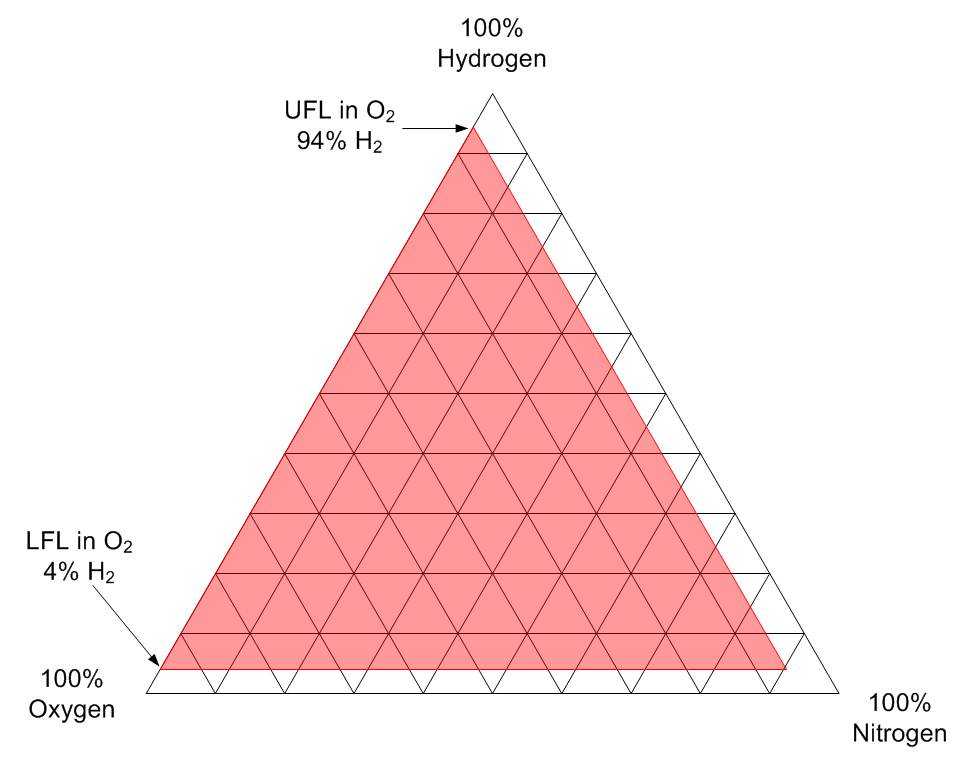 100%
Hydrogen
UFL in O₂
94% H₂
LFL in O₂
4% H₂
100%
Oxygen
100%
Nitrogen